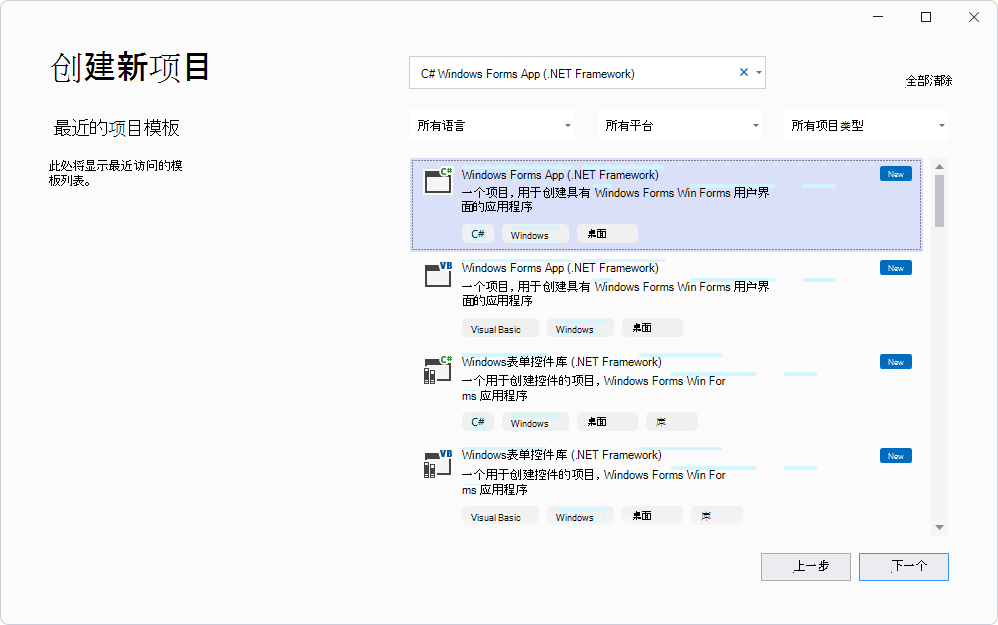 创建新项目
C# Windows Forms App (.NET Framework)
全部清除
最近的项目模板
所有语言
所有平台
所有项目类型
此处将显示最近访问的模
板列表。
C#
Windows Forms App (.NET Framework)
New
一个项目，用于创建具有 Windows Forms Win Forms 用户界
面的应用程序
C# Windows 桌面
VB
Windows Forms App (.NET Framework)
New
一个项目，用于创建具有 Windows Forms Win Forms 用户界
面的应用程序
Visual Basic Windows 桌面
C#
Windows表单控件库 (.NET Framework)
New
一个用于创建控件的项目，Windows Forms Win For
ms 应用程序
C# Windows 桌面 库
VB
Windows表单控件库 (.NET Framework)
New
一个用于创建控件的项目，Windows Forms Win For
ms 应用程序
Visual Basic Windows 桌面 库
上一步
下一个